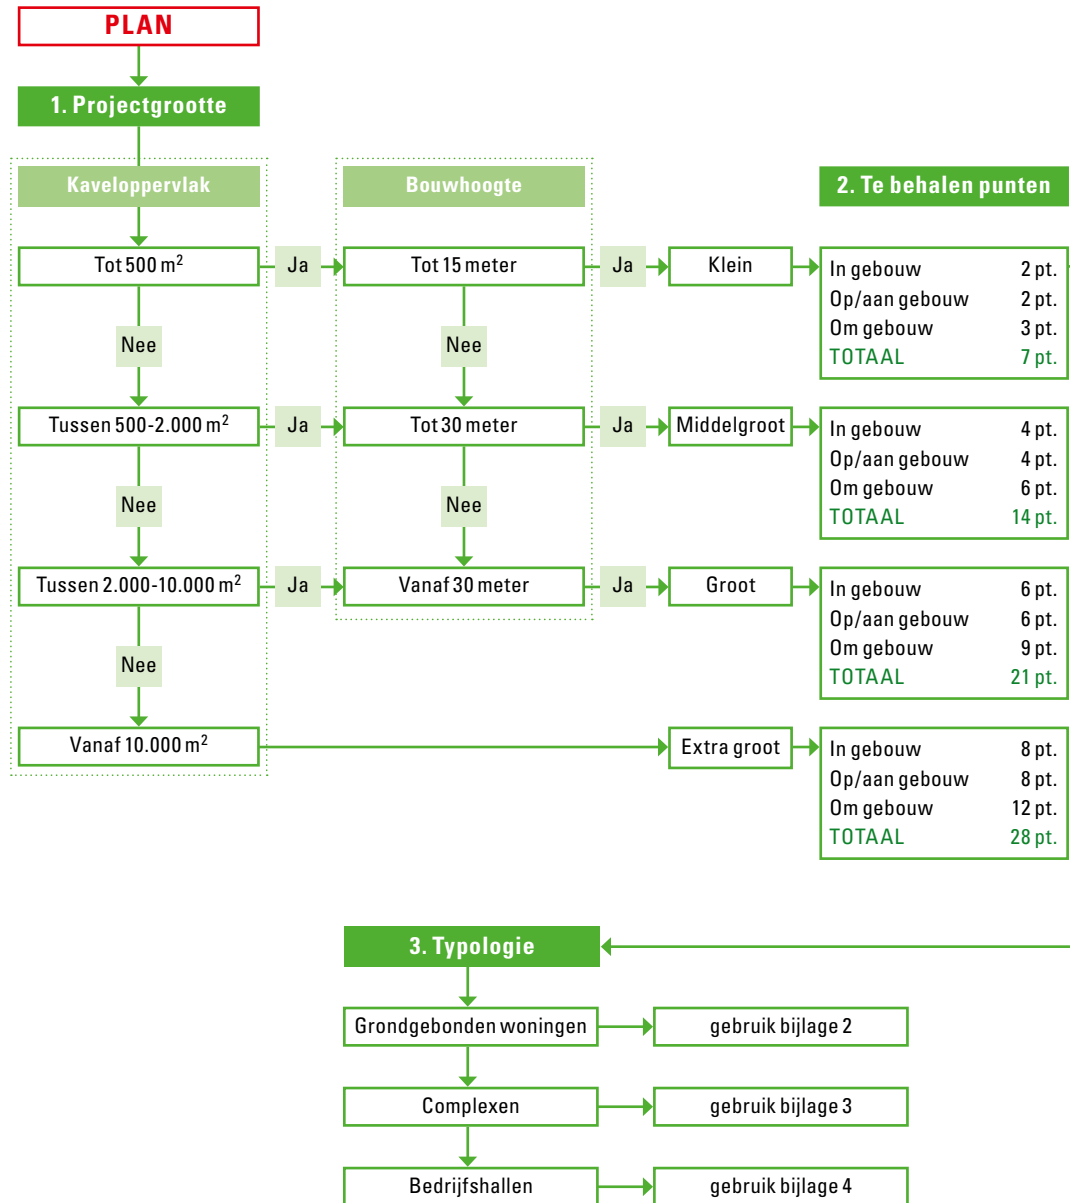 PLAN
1. Projectgrootte
Kaveloppervlak
Bouwhoogte
2. Te behalen punten
Tot 500 m²
Ja
Tot 15 meter
Ja
Klein
In gebouw 2 pt.
Op/aan gebouw 2 pt.
Om gebouw 3 pt.
TOTAAL 7 pt.
Nee
Nee
Tussen 500-2.000 m²
Ja
Tot 30 meter
Ja
Middelgroot
In gebouw 4 pt.
Op/aan gebouw 4 pt.
Om gebouw 6 pt.
TOTAAL 14 pt.
Nee
Nee
Tussen 2.000-10.000 m²
Ja
Vanaf 30 meter
Ja
Groot
In gebouw 6 pt.
Op/aan gebouw 6 pt.
Om gebouw 9 pt.
TOTAAL 21 pt.
Nee
Vanaf 10.000 m²
Extra groot
In gebouw 8 pt.
Op/aan gebouw 8 pt.
Om gebouw 12 pt.
TOTAAL 28 pt.
3. Typologie
Grondgebonden woningen
gebruik bijlage 2
Complexen
gebruik bijlage 3
Bedrijfshallen
gebruik bijlage 4